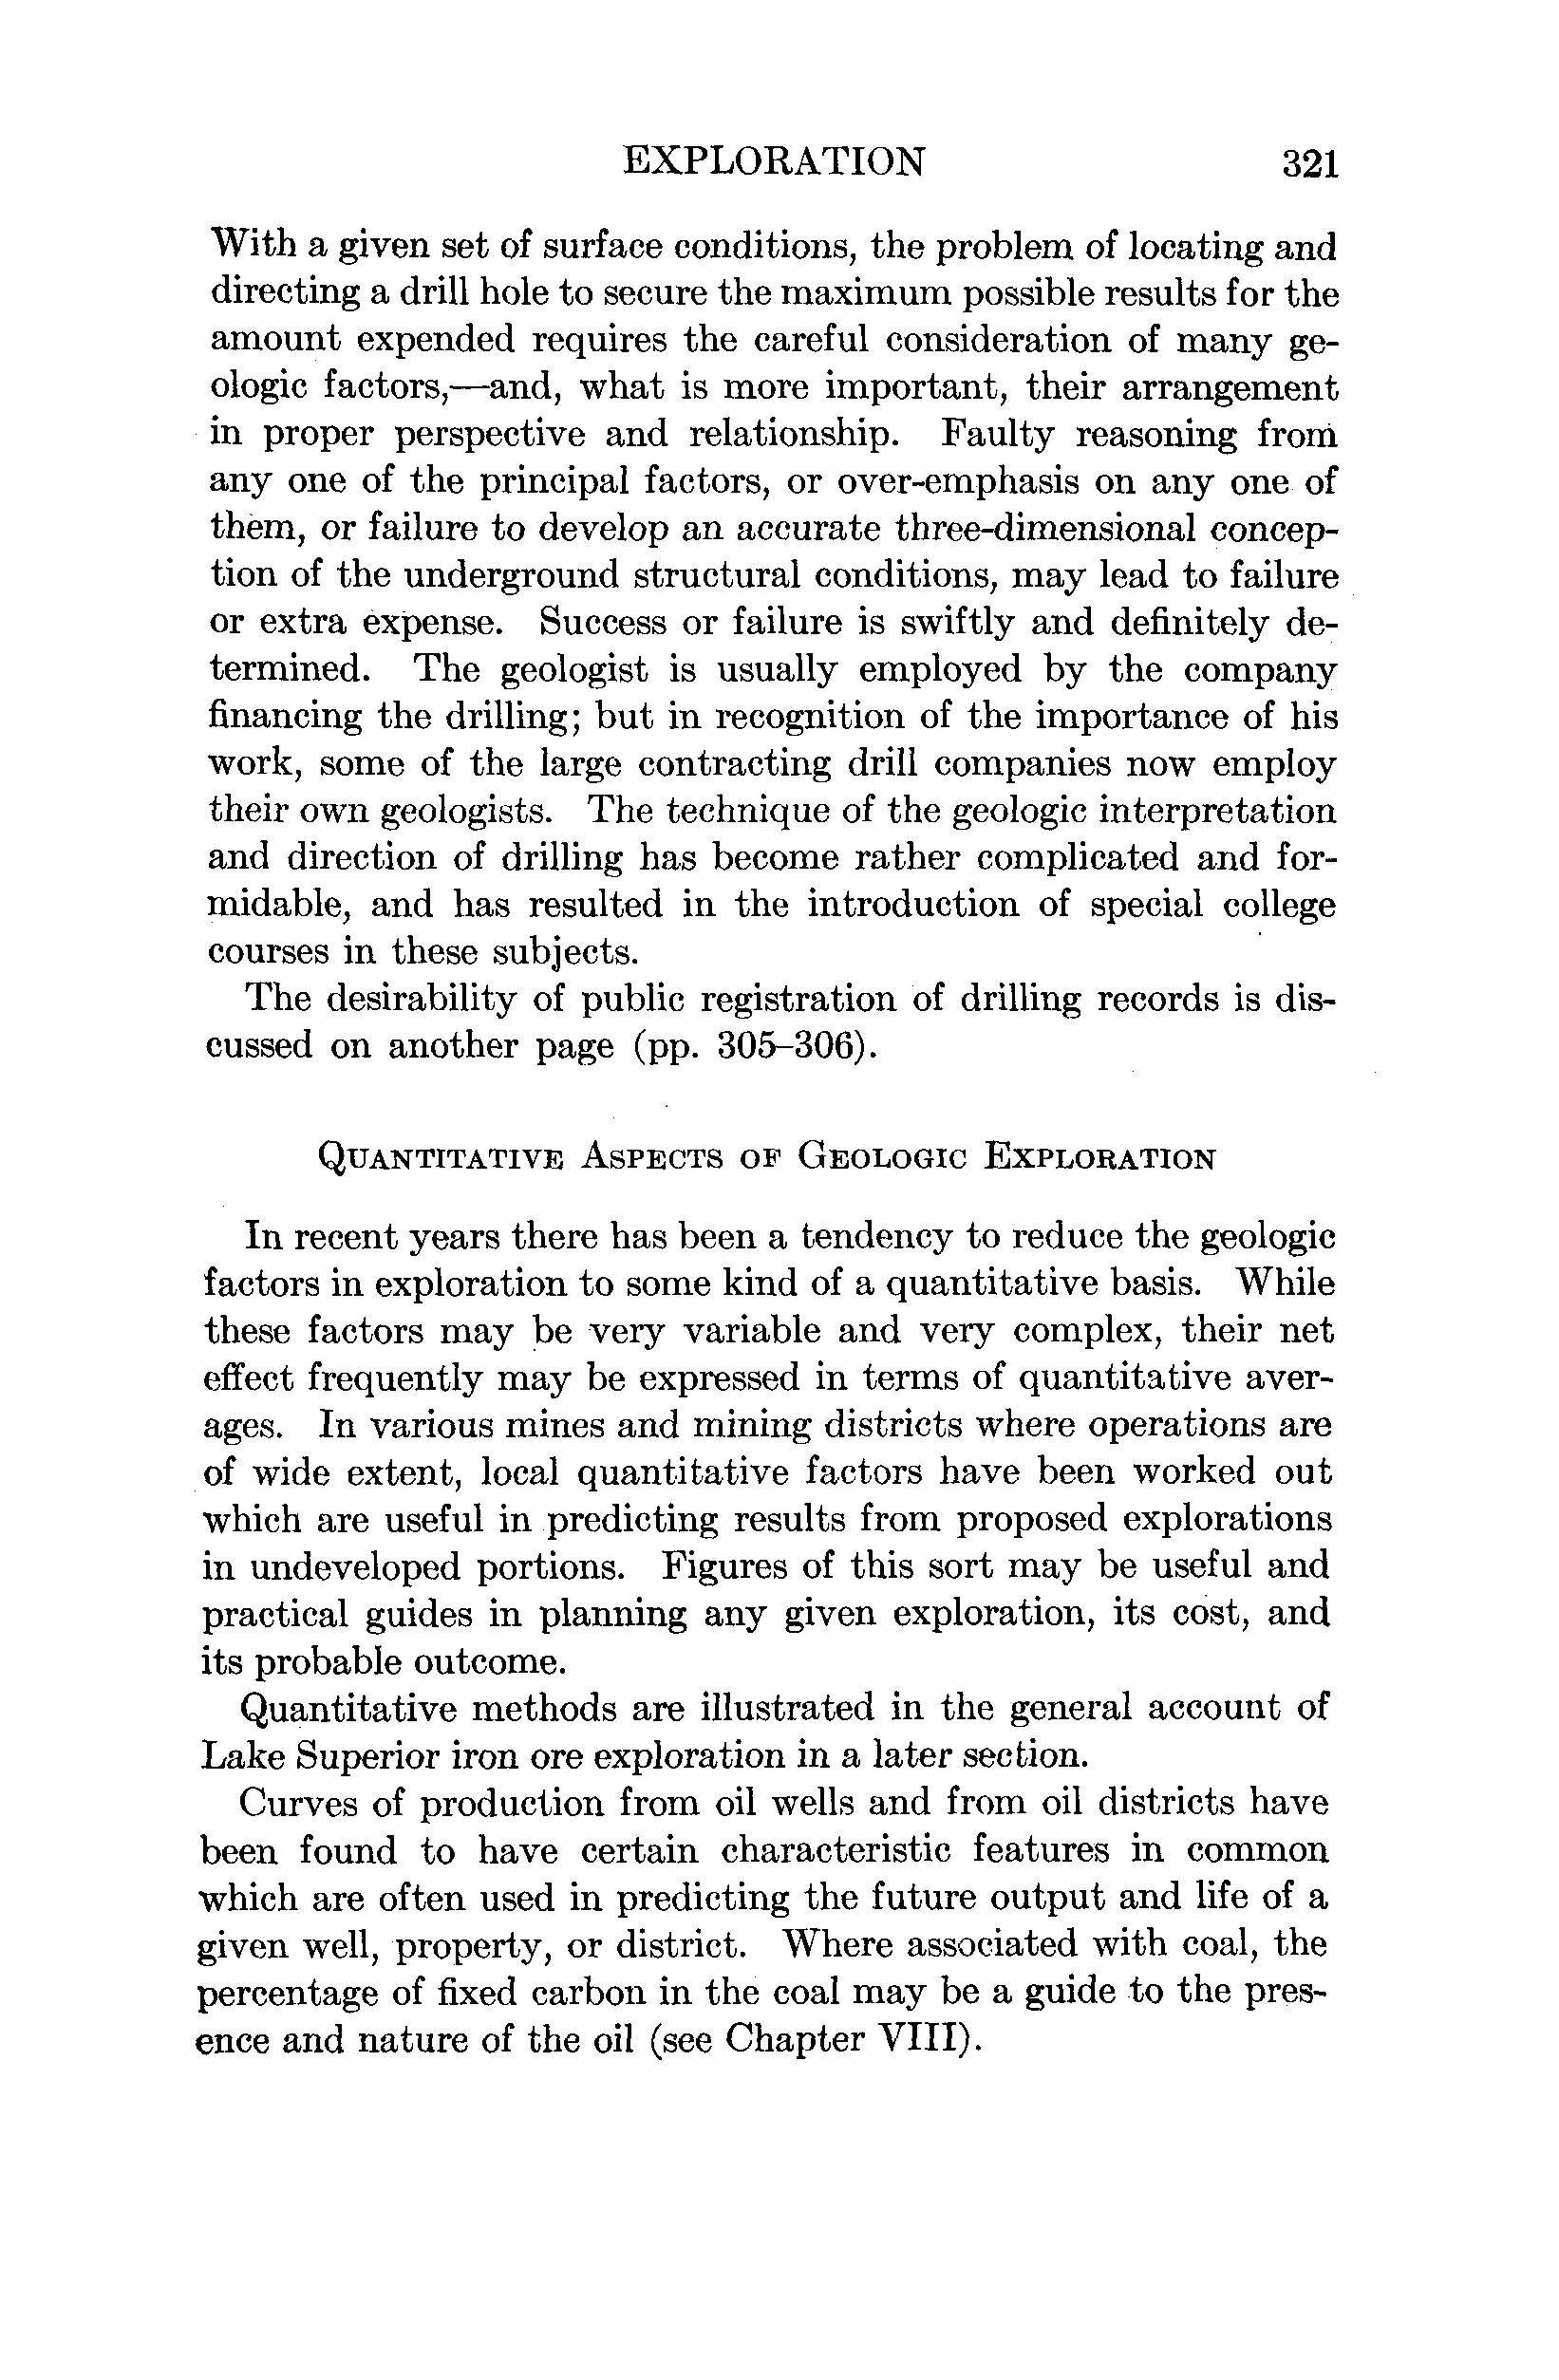 EXPLORATION 321
With a given set of surface conditions, the problem of locating and
directing a drill hole to secure the maximum possible results for the
amount expended requires the careful consideration of many ge-
ologic factors,—and, what is more important, their arrangement
in proper perspective and relationship. Faulty reasoning from
any one of the principal factors, or over-emphasis on any one of
them, or failure to develop an accurate three-dimensional concep-
tion of the underground structural conditions, may lead to failure
or extra expense. Success or failure is swiftly and definitely de-
termined. The geologist is usually employed by the company
financing the drilling; but in recognition of the importance of his
work, some of the large contracting drill companies now employ
their own geologists. The technique of the geologic interpretation
and direction of drilling has become rather complicated and for-
midable, and has resulted in the introduction of special college
courses in these subjects.
The desirability of public registration of drilling records is dis-
cussed on another page (pp. 305–306).
QUANTITATIVE ASPECTS OF GEOLOGIC EXPLORATION
In recent years there has been a tendency to reduce the geologic
factors in exploration to some kind of a quantitative basis. While
these factors may be very variable and very complex, their net
effect frequently may be expressed in terms of quantitative aver-
ages. In various mines and mining districts where operations are
of wide extent, local quantitative factors have been worked out
which are useful in predicting results from proposed explorations
in undeveloped portions. Figures of this sort may be useful and
practical guides in planning any given exploration, its cost, and
its probable outcome.
Quantitative methods are illustrated in the general account of
Lake Superior iron ore exploration in a later section.
Curves of production from oil wells and from oil districts have
been found to have certain characteristic features in common
which are often used in predicting the future output and life of a
given well, property, or district. Where associated with coal, the
percentage of fixed carbon in the coal may be a guide to the pres-
ence and nature of the oil (see Chapter VIII).